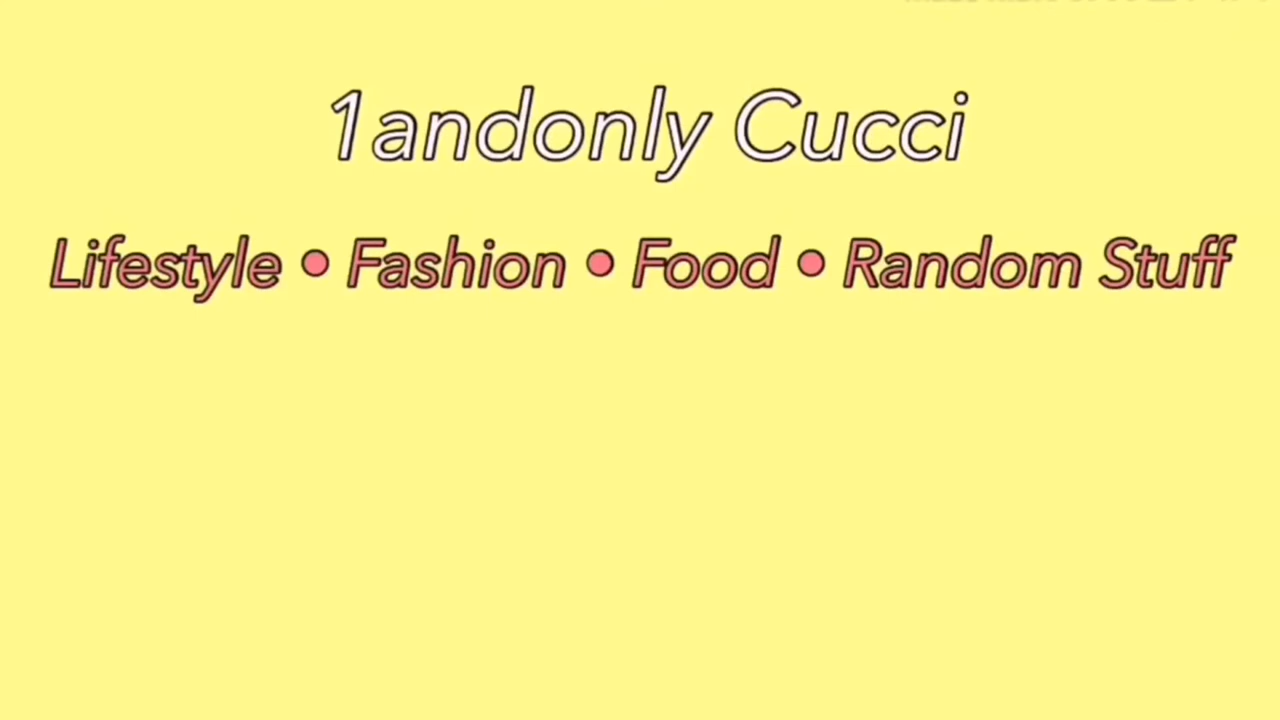 1andonly Cucci
Lifestyle • Fashion • Food • Random Stuff